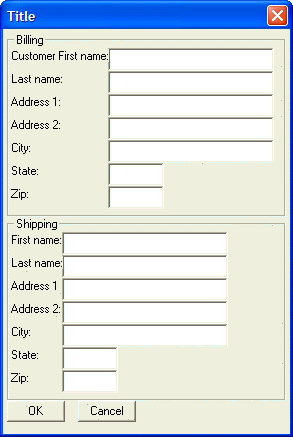 Title
Billing
Customer First name:
Last name:
Address 1:
Address 2:
City:
State:
Zip:
Shipping
First name:
Last name:
Address 1
Address 2:
City:
State:
Zip:
OK Cancel